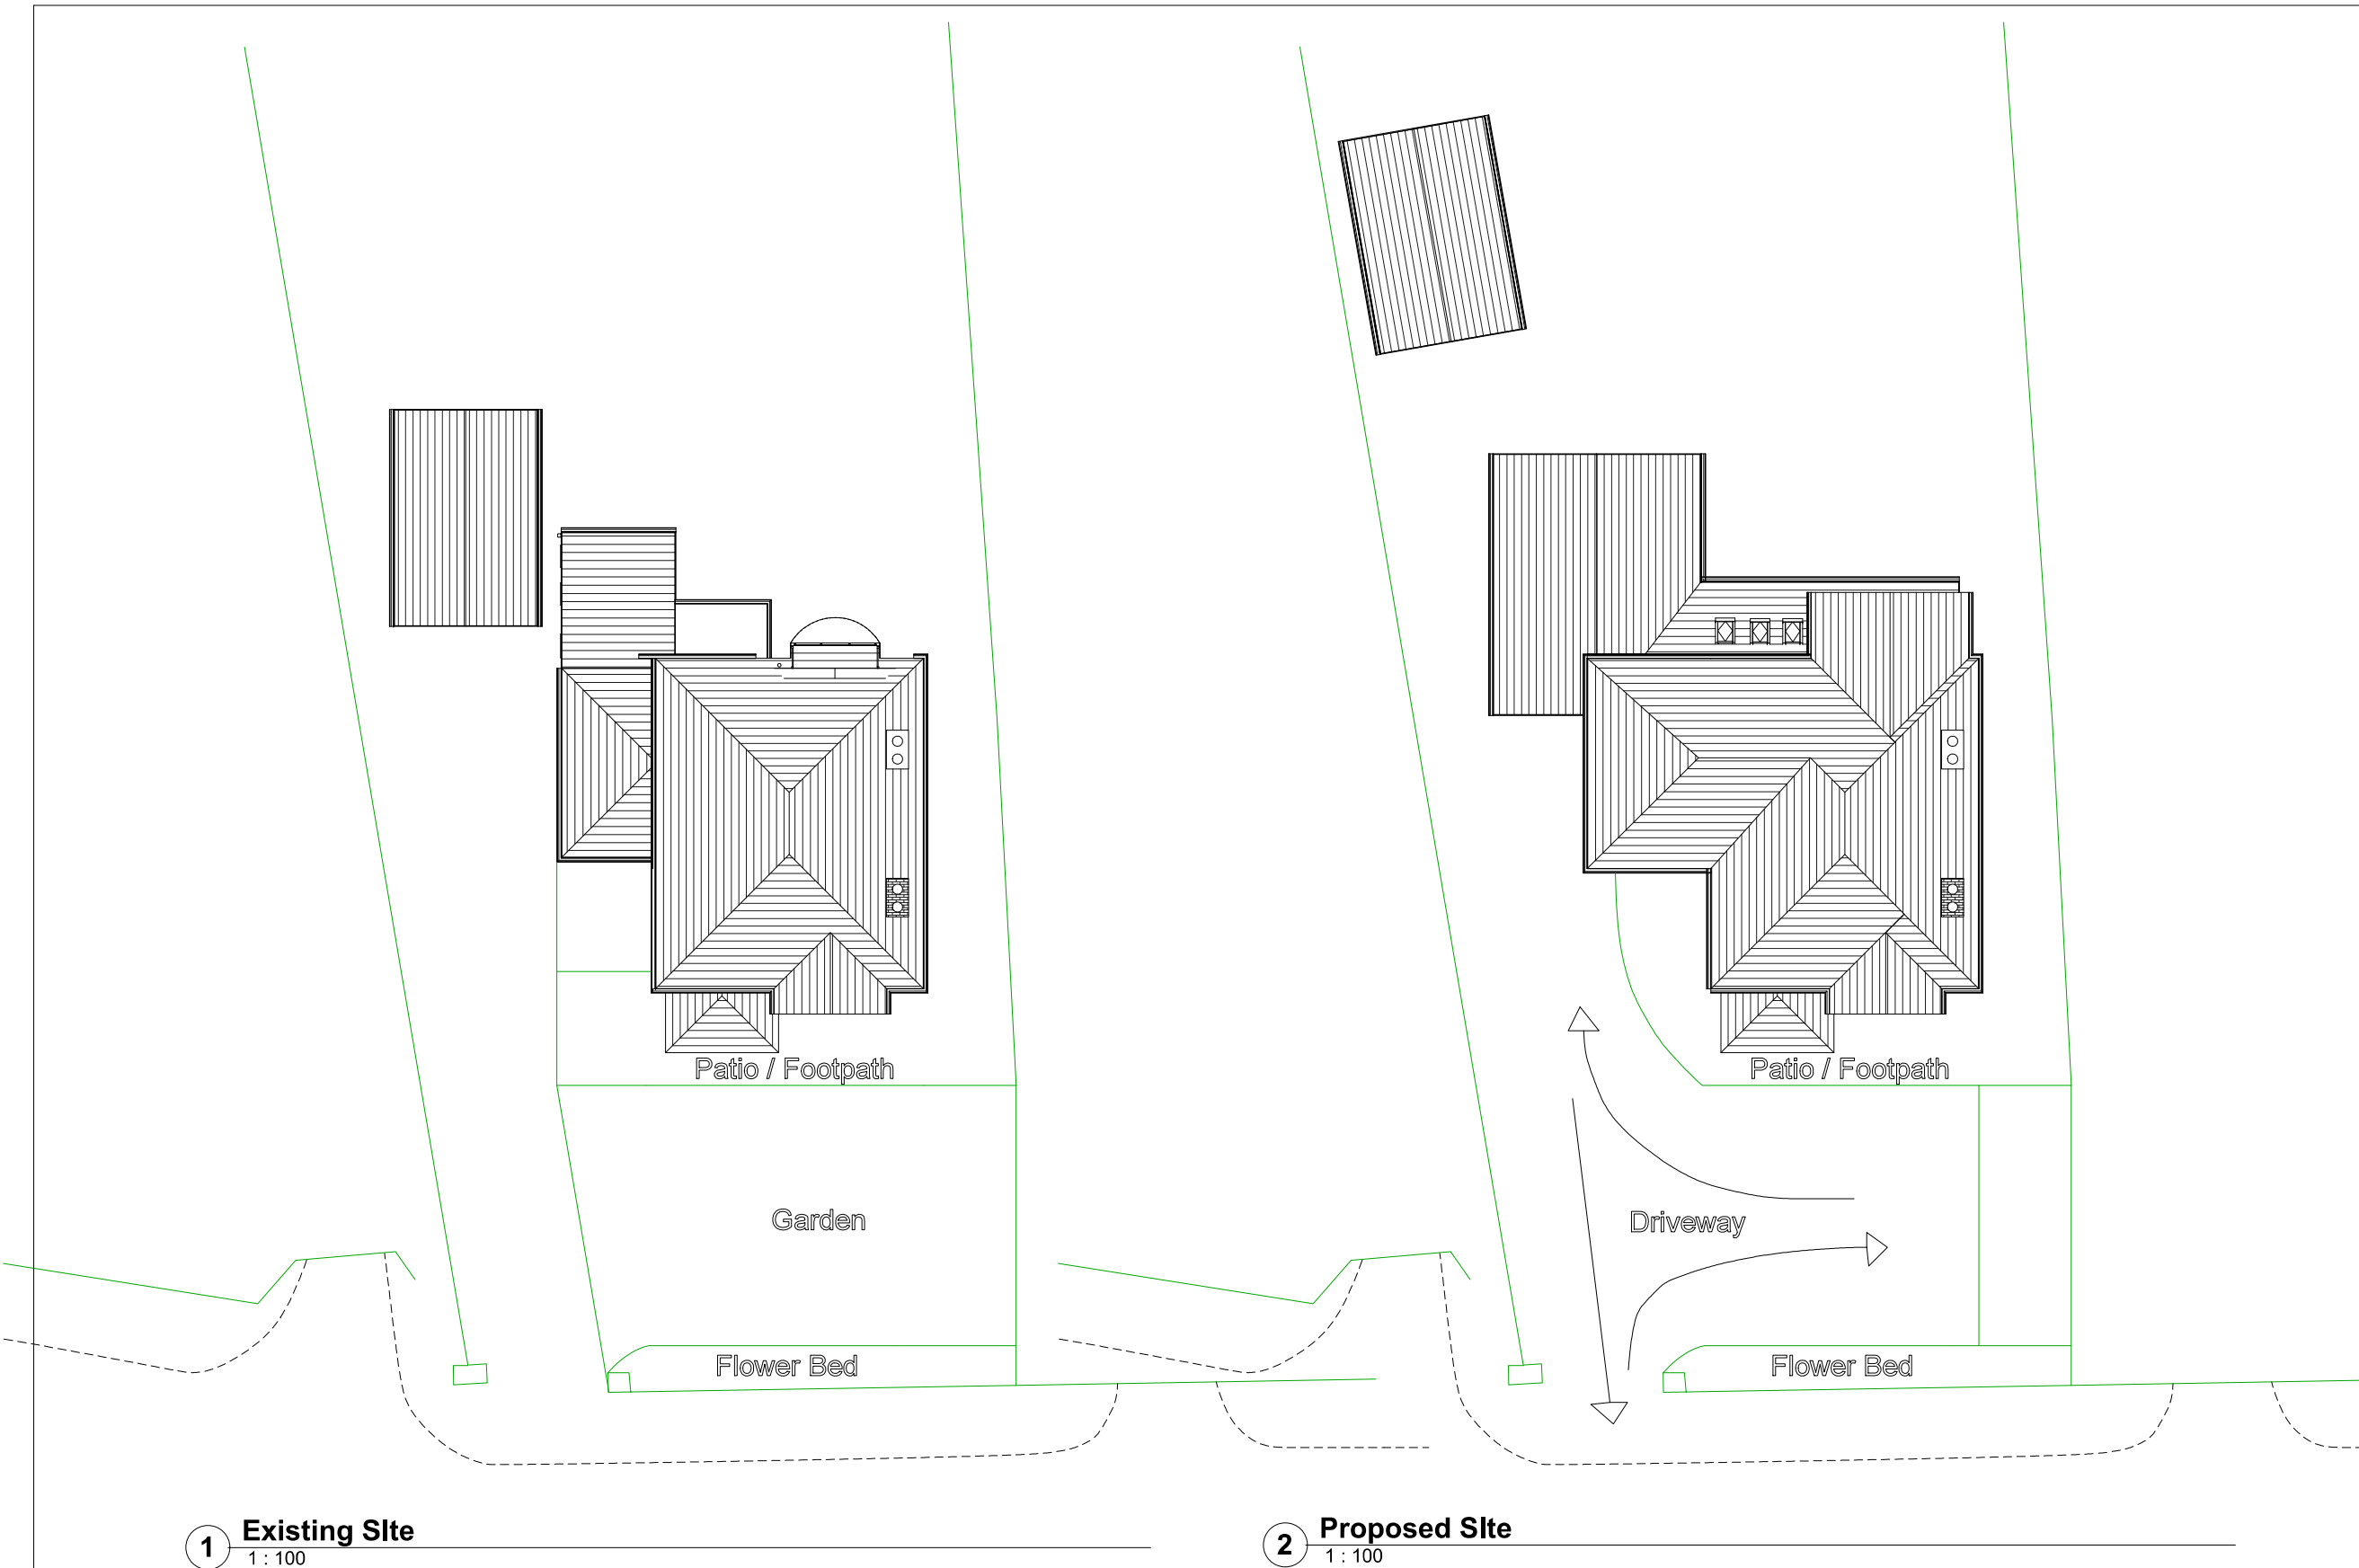 Patio / Footpath
Garden
Flower Bed
1
Existing SIte
1 : 100
Patio / Footpath
Driveway
Flower Bed
2
Proposed SIte
1 : 100